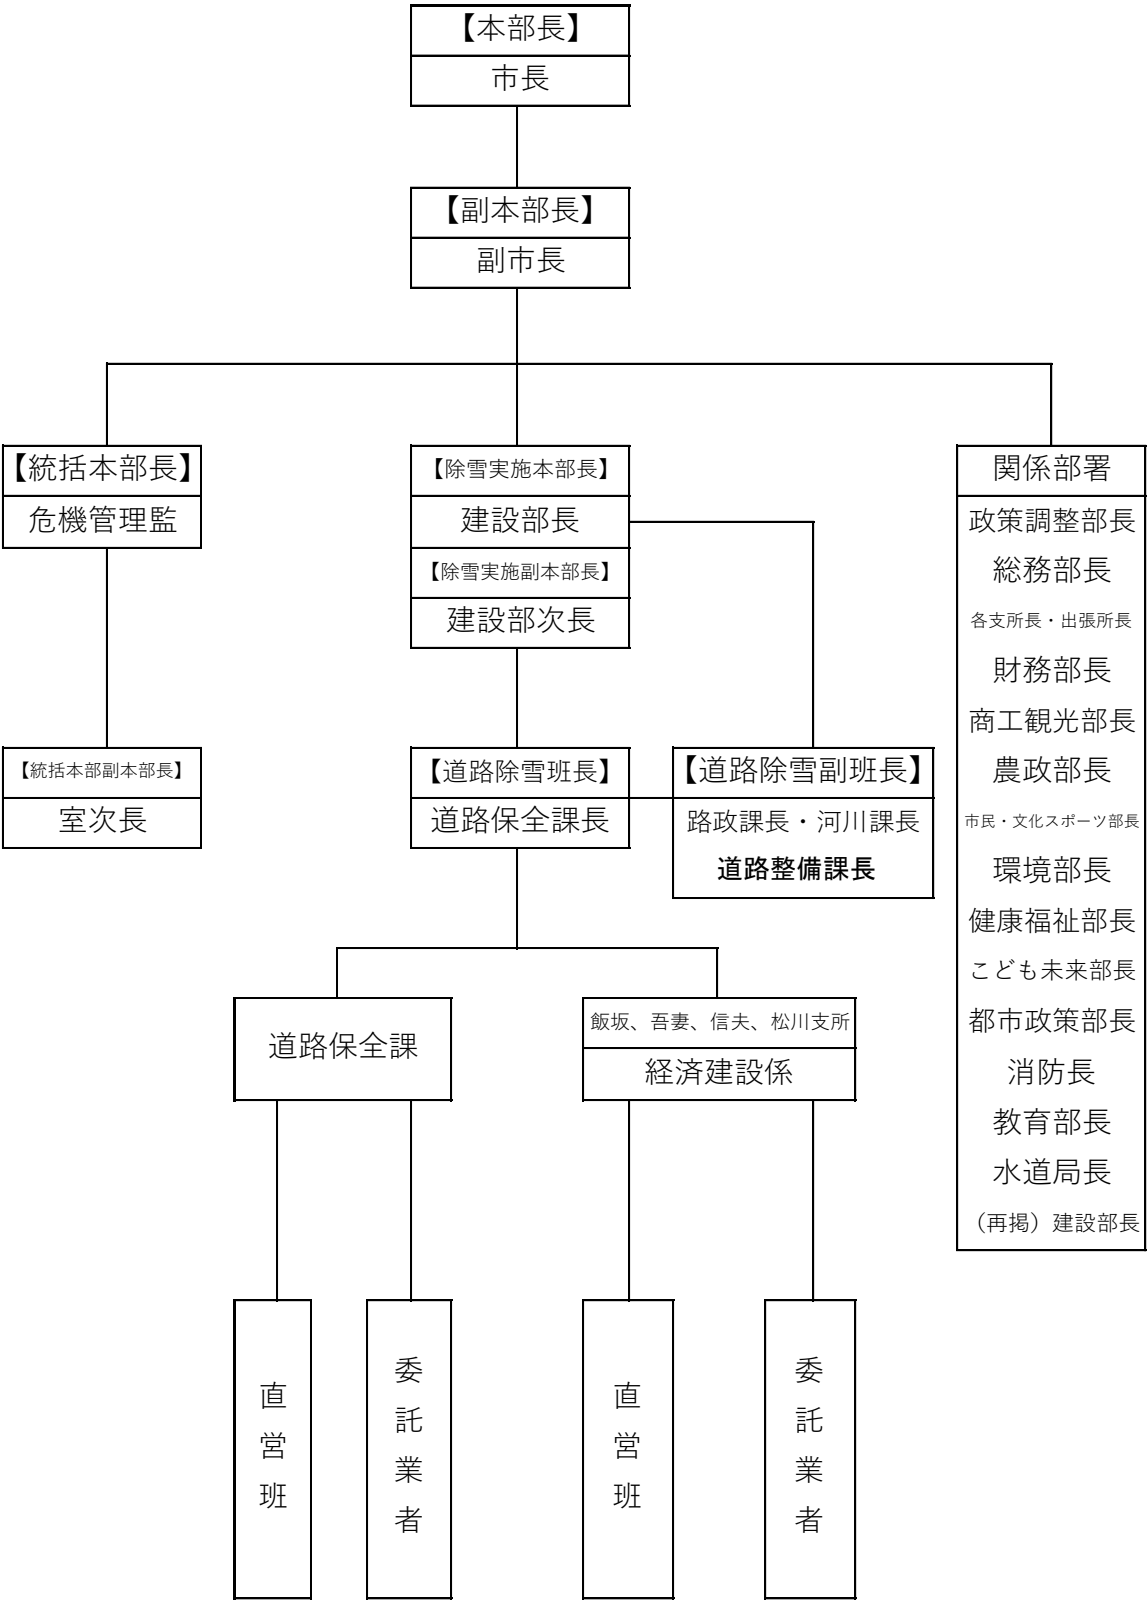 【本部長】
市長
【副本部長】
副市長
【統括本部長】
危機管理監
【統括本部副本部長】
室次長
【除雪実施本部長】
建設部長
【除雪実施副本部長】
建設部次長
【道路除雪班長】
道路保全課長
【道路除雪副班長】
路政課長・河川課長
道路整備課長
関係部署
政策調整部長
総務部長
各支所長・出張所長
財務部長
商工観光部長
農政部長
市民・文化スポーツ部長
環境部長
健康福祉部長
こども未来部長
都市政策部長
消防長
教育部長
水道局長
（再掲）建設部長
道路保全課
飯坂、吾妻、信夫、松川支所
経済建設係
直営班
委託業者
直営班
委託業者